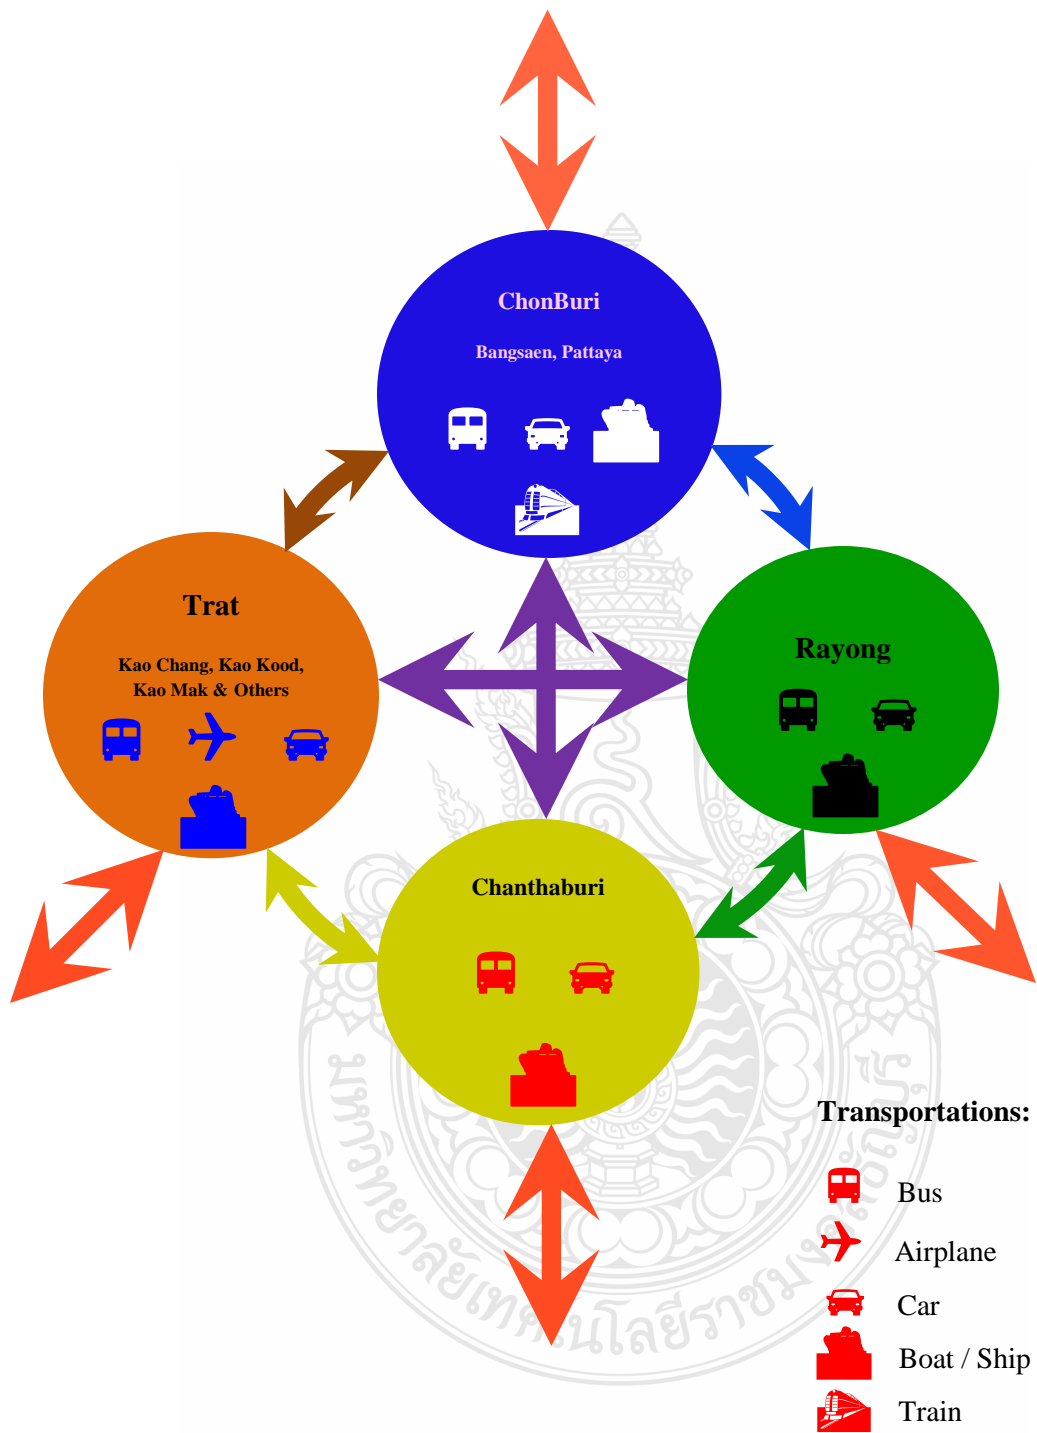 ChonBuri
Bangsaen, Pattaya
Trat
Kao Chang, Kao Kood,
Kao Mak & Others
Rayong
Chanthaburi
Transportations:
Bus
Airplane
Car
Boat / Ship
Train